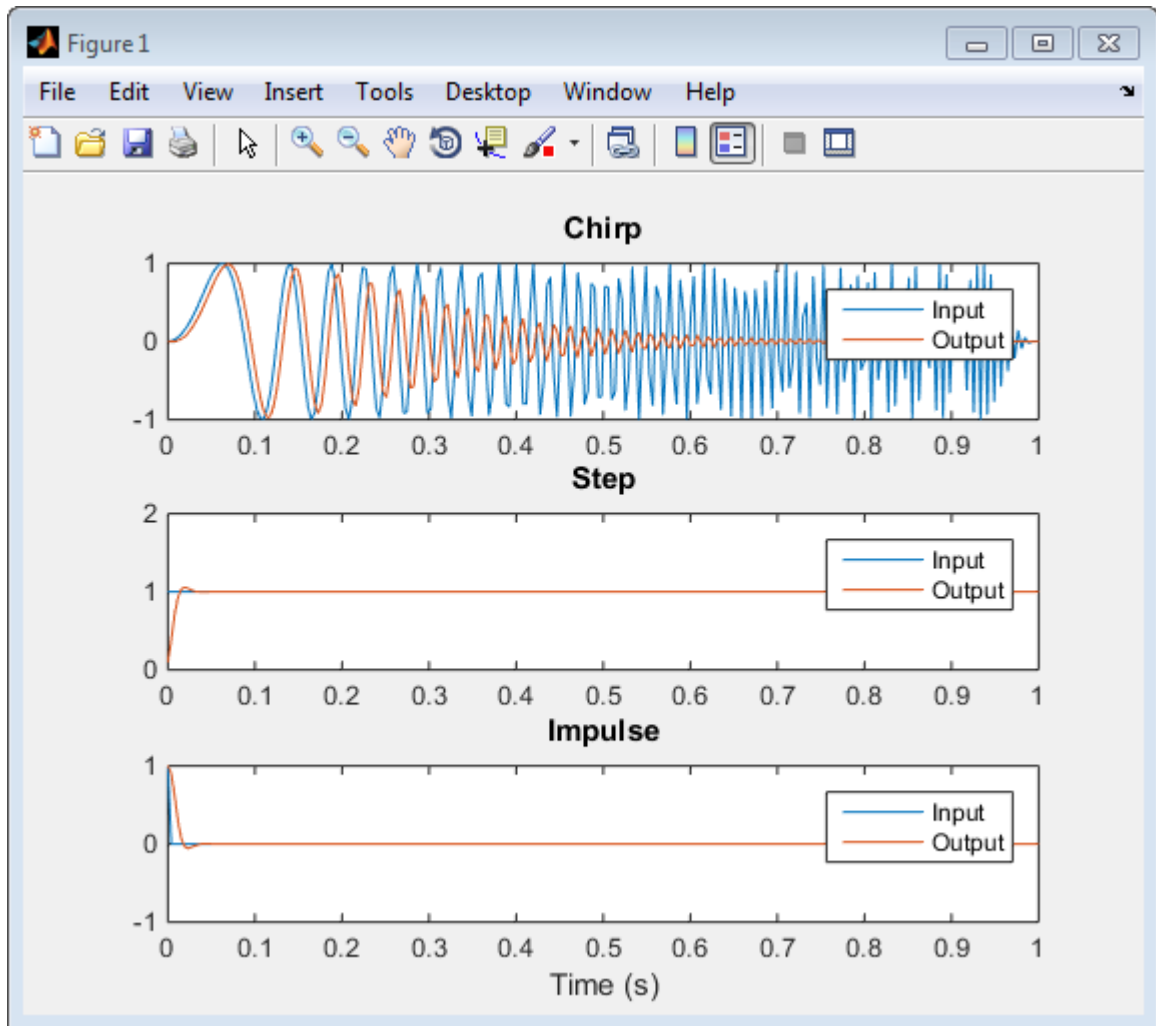 Figure 1
File Edit View Insert Tools Desktop Window Help
Chirp
1
0
-1
Input
Output
0 0.1 0.2 0.3 0.4 0.5 0.6 0.7 0.8 0.9 1
Step
2
1
0
Input
Output
0 0.1 0.2 0.3 0.4 0.5 0.6 0.7 0.8 0.9 1
Impulse
1
0
-1
Input
Output
0 0.1 0.2 0.3 0.4 0.5 0.6 0.7 0.8 0.9 1
Time (s)